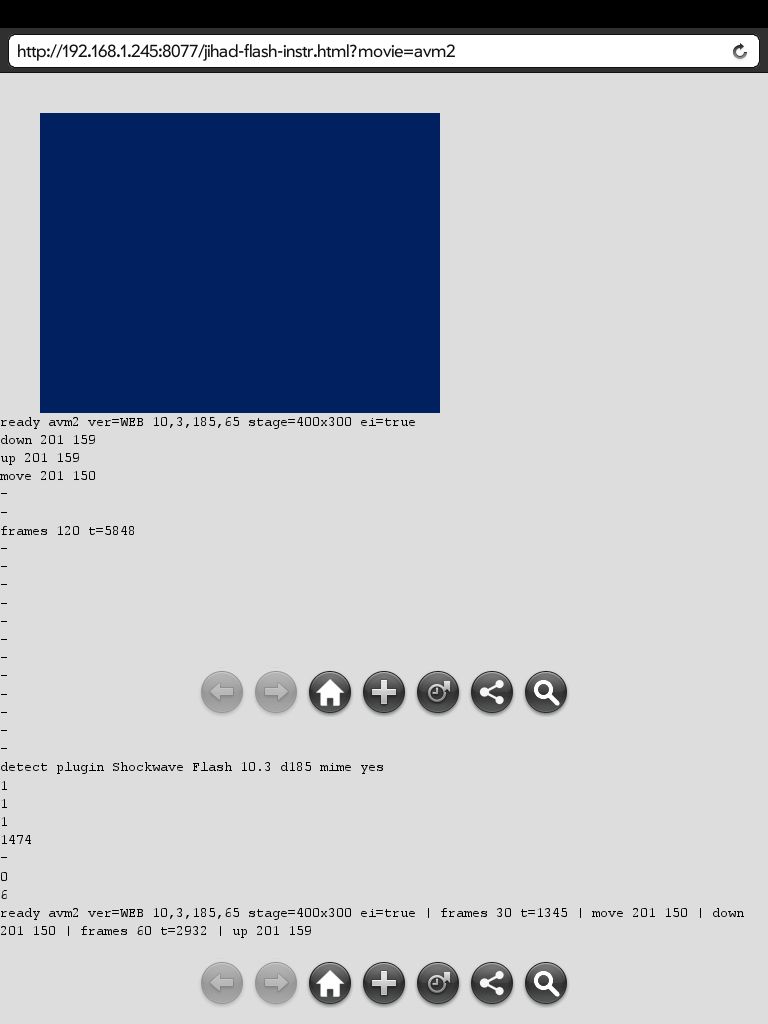 http://192.168.1.245:8077/jihad-flash-instr.html?movie=avm2
ready avm2 ver=WEB 10,3,185,65 stage=400x300 ei=true
down 201 159
up 201 159
move 201 150
-
-
frames 120 t=5848
-
-
-
-
-
-
-
-
-
-
-
-
detect plugin Shockwave Flash 10.3 d185 mime yes
1
1
1
1474
-
0
6
ready avm2 ver=WEB 10,3,185,65 stage=400x300 ei=true | frames 30 t=1345 | move 201 150 | down
201 150 | frames 60 t=2932 | up 201 159